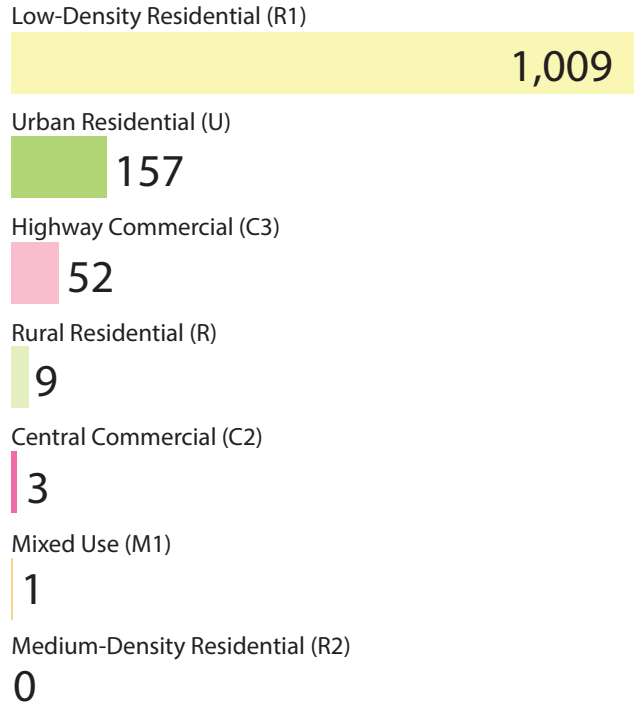 Low-Density Residential (R1)
1,009
Urban Residential (U)
157
Highway Commercial (C3)
52
Rural Residential (R)
9
Central Commercial (C2)
3
Mixed Use (M1)
1
Medium-Density Residential (R2)
0